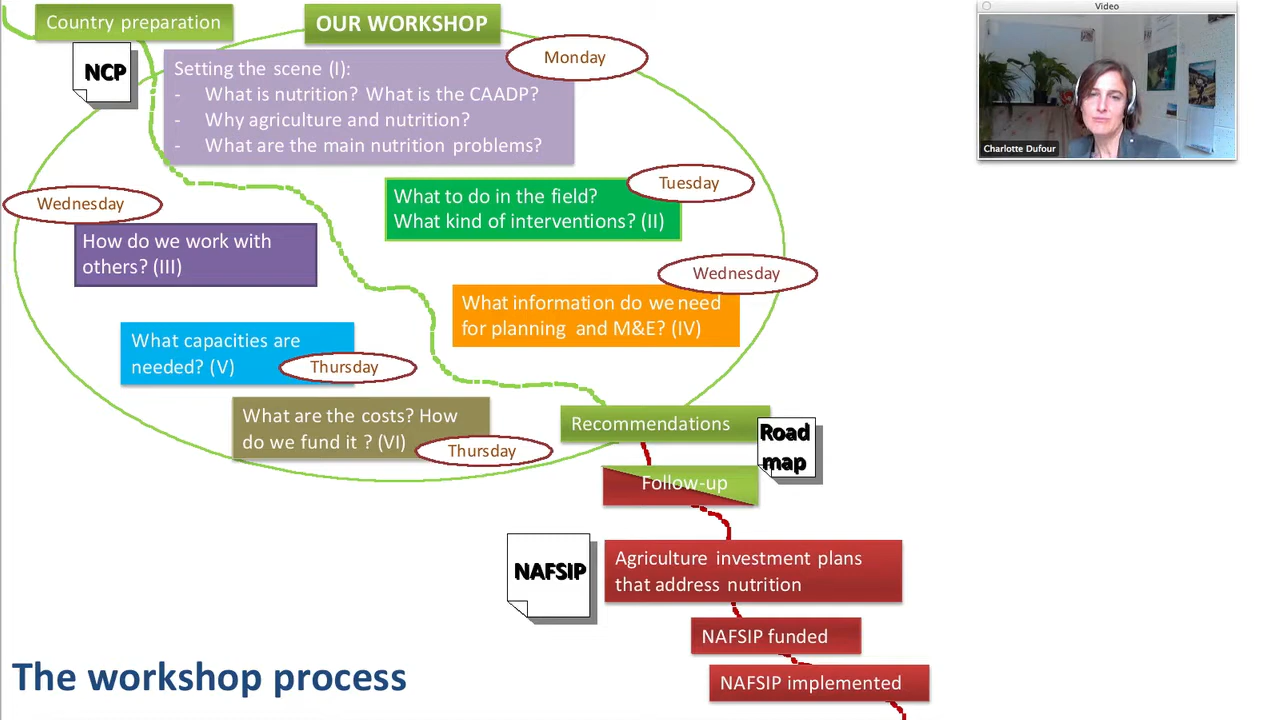 Country preparation
OUR WORKSHOP
Video
NCP
Setting the scene (I):
- What is nutrition? What is the CAADP?
- Why agriculture and nutrition?
- What are the main nutrition problems?
Monday
Charlotte Dufour
What to do in the field?
What kind of interventions? (II)
Tuesday
Wednesday
How do we work with
others? (III)
Wednesday
What information do we need
for planning and M&E? (IV)
What capacities are
needed? (V)
Thursday
What are the costs? How
do we fund it ? (VI)
Thursday
Recommendations
Road
map
Follow-up
NAFSIP
Agriculture investment plans
that address nutrition
NAFSIP funded
NAFSIP implemented
The workshop process